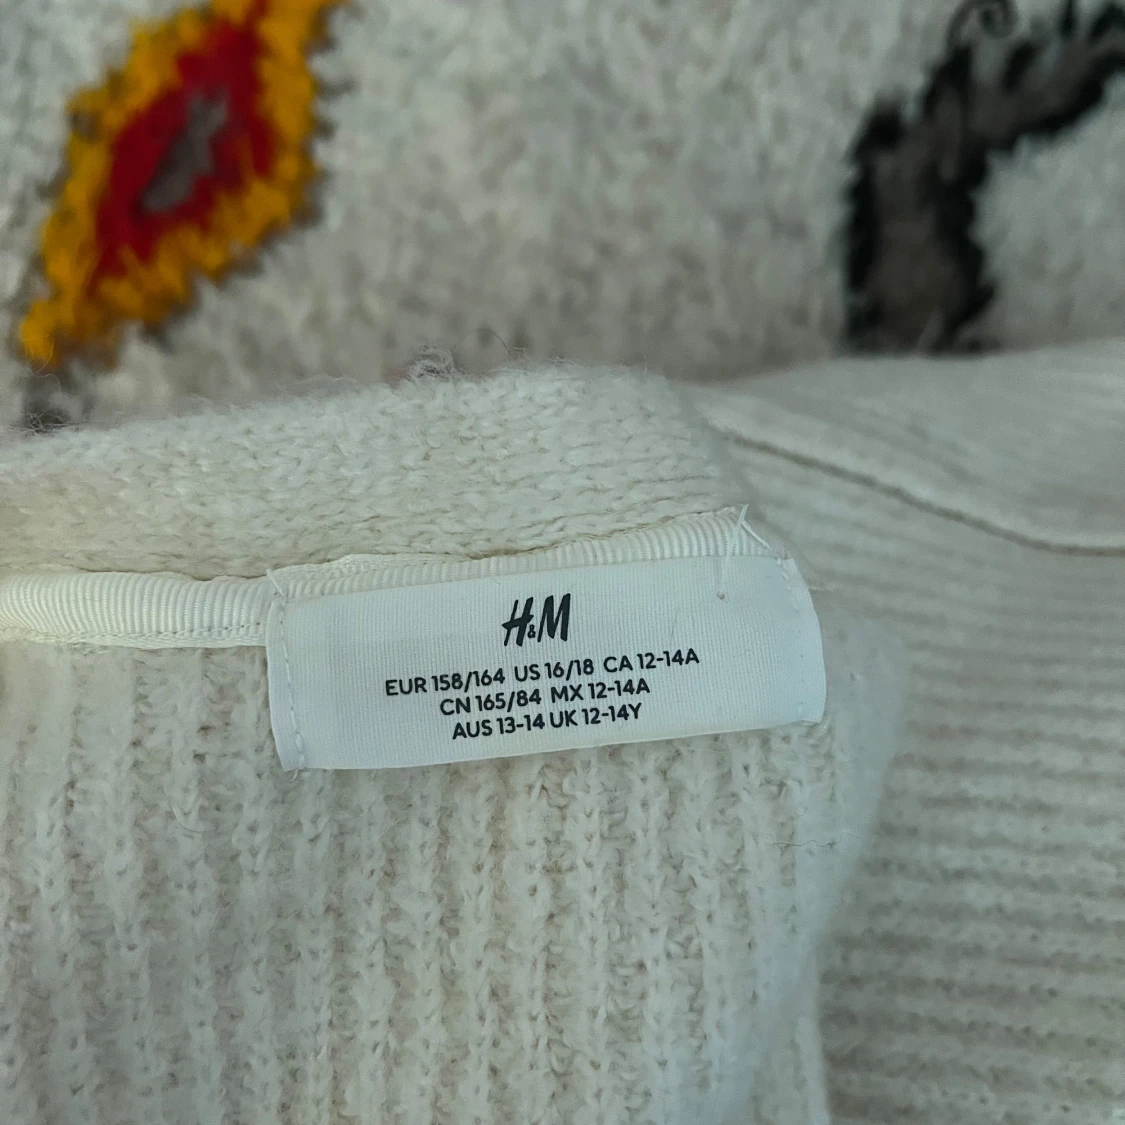 H&M
EUR 158/164 US 16/18 CA 12-14A
CN 165/84 MX 12-14A
AUS 13-14 UK 12-14Y